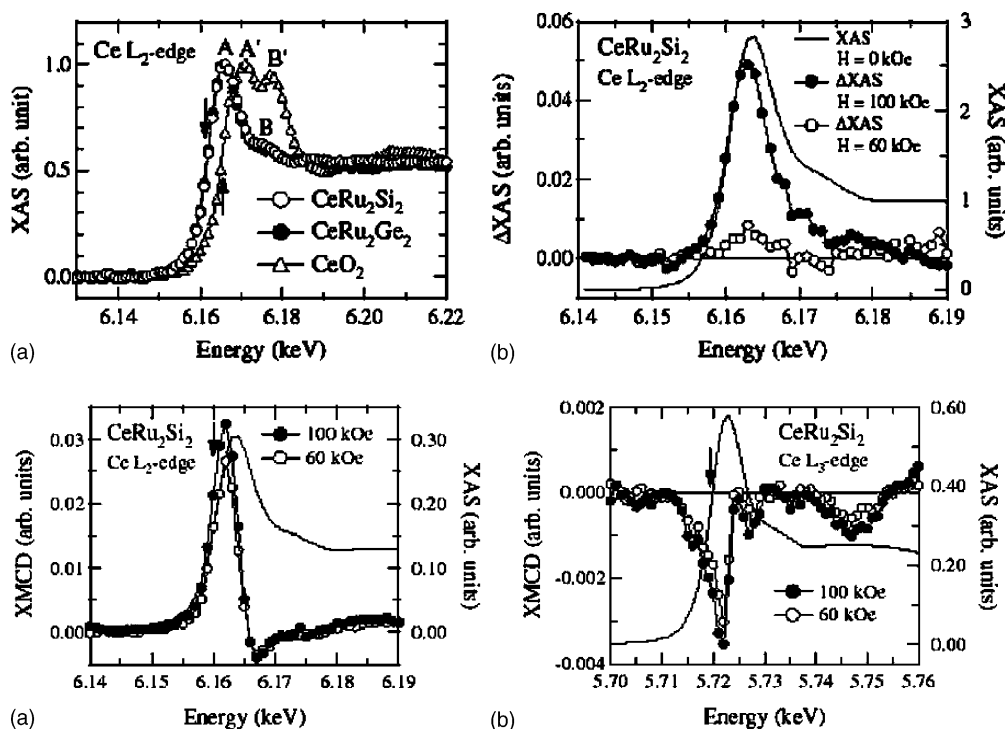 Ce L2-edge
A A' B'
B
CeRu2Si2
CeRu2Ge2
CeO2
XAS (arb. unit)
1.0
0.5
0.0
6.14 6.16 6.18 6.20 6.22
Energy (keV)
(a)
CeRu2Si2
Ce L2-edge
XAS
H = 0 kOe
ΔXAS
H = 100 kOe
ΔXAS
H = 60 kOe
ΔXAS (arb. units)
0.06
0.04
0.02
0.00
XAS (arb. units)
3
2
1
0
6.14 6.15 6.16 6.17 6.18 6.19
Energy (keV)
(b)
CeRu2Si2
Ce L2-edge
100 kOe
60 kOe
XMCD (arb. units)
0.03
0.02
0.01
0.00
XAS (arb. units)
0.30
0.20
0.10
0.00
6.14 6.15 6.16 6.17 6.18 6.19
Energy (keV)
(a)
CeRu2Si2
Ce L3-edge
100 kOe
60 kOe
XMCD (arb. units)
0.002
0.000
-0.002
-0.004
XAS (arb. units)
0.60
0.40
0.20
0.00
5.70 5.71 5.72 5.73 5.74 5.75 5.76
Energy (keV)
(b)